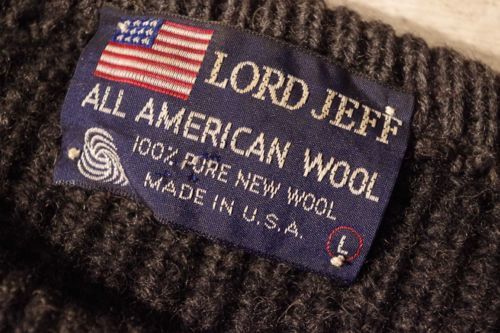 LORD JEFF
ALL AMERICAN WOOL
100% PURE NEW WOOL
MADE IN U.S.A.
L